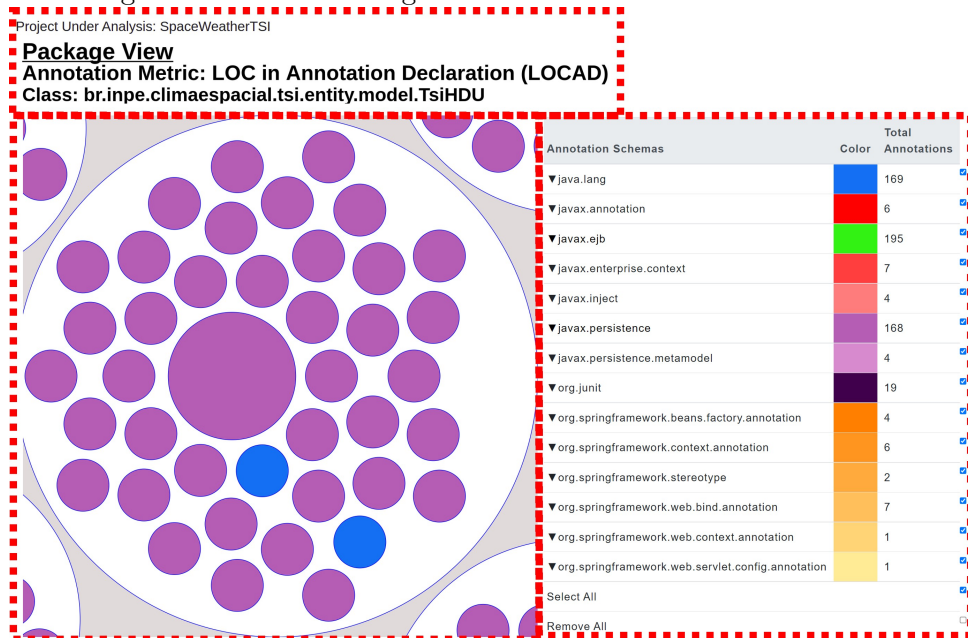 Project Under Analysis: SpaceWeatherTSI
Package View
Annotation Metric: LOC in Annotation Declaration (LOCAD)
Class: br.inpe.climaespacial.tsi.entity.model.TsiHDU
Annotation Schemas Color Total Annotations
▼java.lang 169
▼javax.annotation 6
▼javax.ejb 195
▼javax.enterprise.context 7
▼javax.inject 4
▼javax.persistence 168
▼javax.persistence.metamodel 4
▼org.junit 19
▼org.springframework.beans.factory.annotation 4
▼org.springframework.context.annotation 6
▼org.springframework.stereotype 2
▼org.springframework.web.bind.annotation 7
▼org.springframework.web.context.annotation 1
▼org.springframework.web.servlet.config.annotation 1
Select All
Remove All